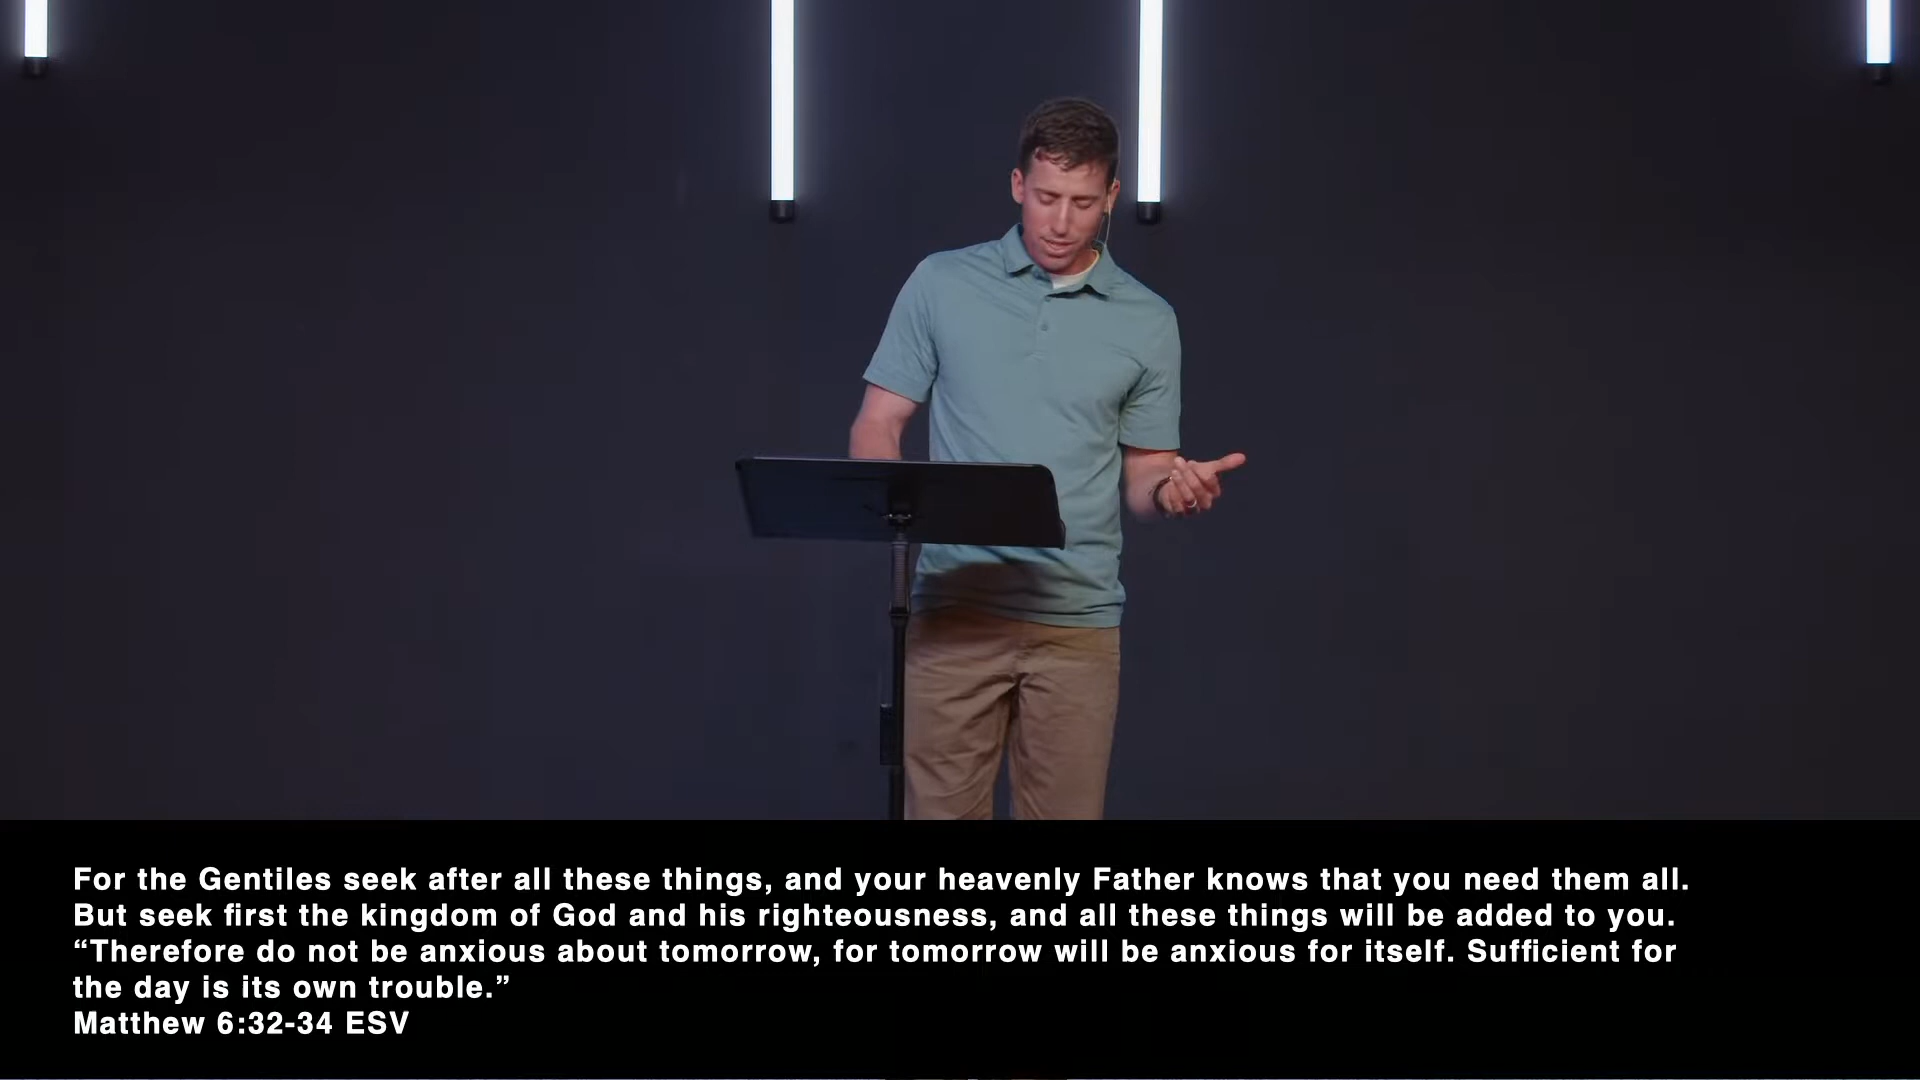 For the Gentiles seek after all these things, and your heavenly Father knows that you need them all.
But seek first the kingdom of God and his righteousness, and all these things will be added to you.
“Therefore do not be anxious about tomorrow, for tomorrow will be anxious for itself. Sufficient for
the day is its own trouble.”
Matthew 6:32-34 ESV